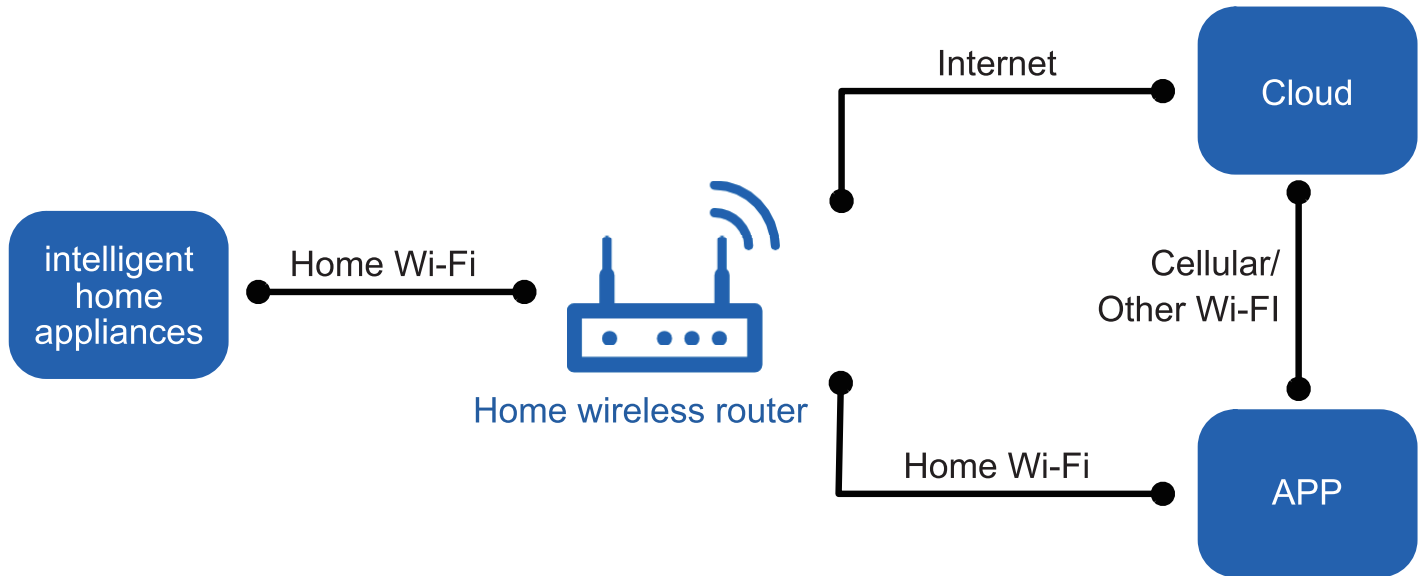 Internet
Cloud
intelligent
home
appliances
Home Wi-Fi
Cellular/
Other Wi-FI
Home wireless router
Home Wi-Fi
APP